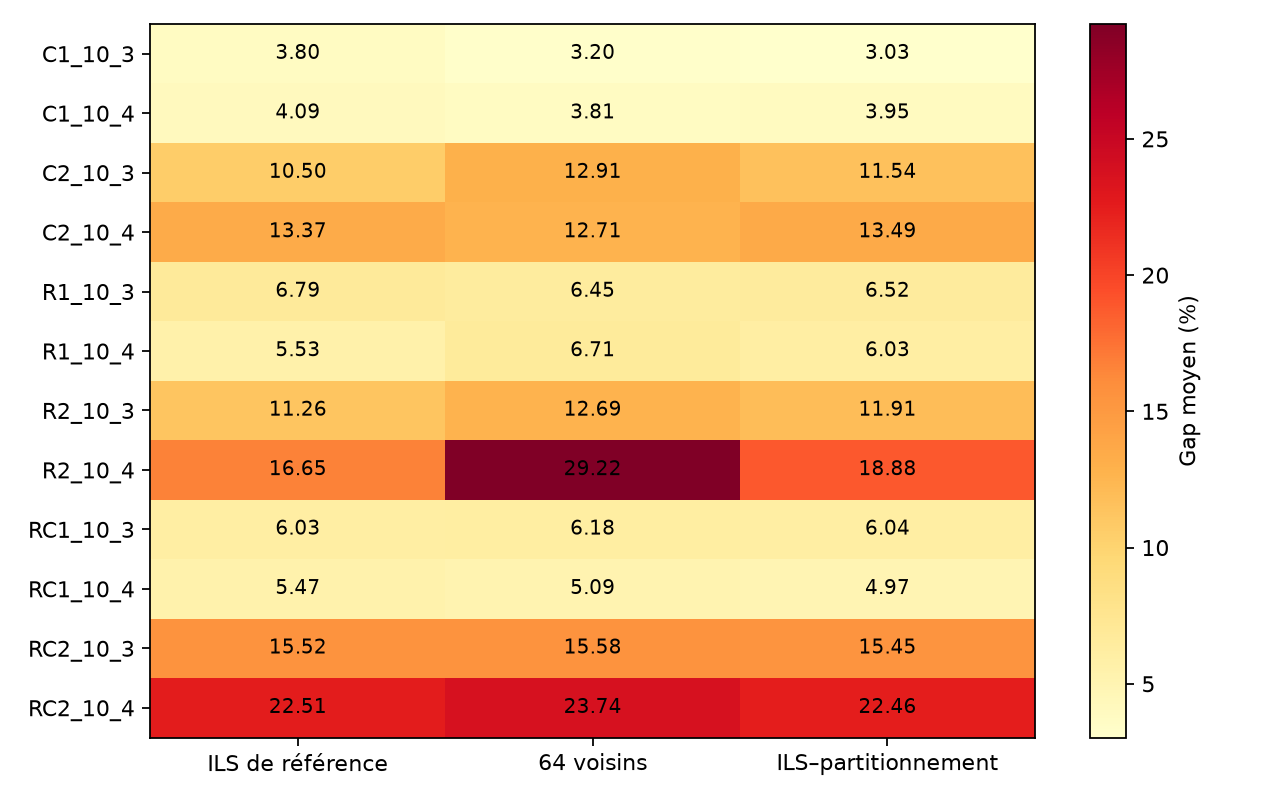 C1_10_3 3.80 3.20 3.03
C1_10_4 4.09 3.81 3.95
C2_10_3 10.50 12.91 11.54
C2_10_4 13.37 12.71 13.49
R1_10_3 6.79 6.45 6.52
R1_10_4 5.53 6.71 6.03
R2_10_3 11.26 12.69 11.91
R2_10_4 16.65 29.22 18.88
RC1_10_3 6.03 6.18 6.04
RC1_10_4 5.47 5.09 4.97
RC2_10_3 15.52 15.58 15.45
RC2_10_4 22.51 23.74 22.46
ILS de référence 64 voisins ILS–partitionnement
25
20
15
10
5
Gap moyen (%)